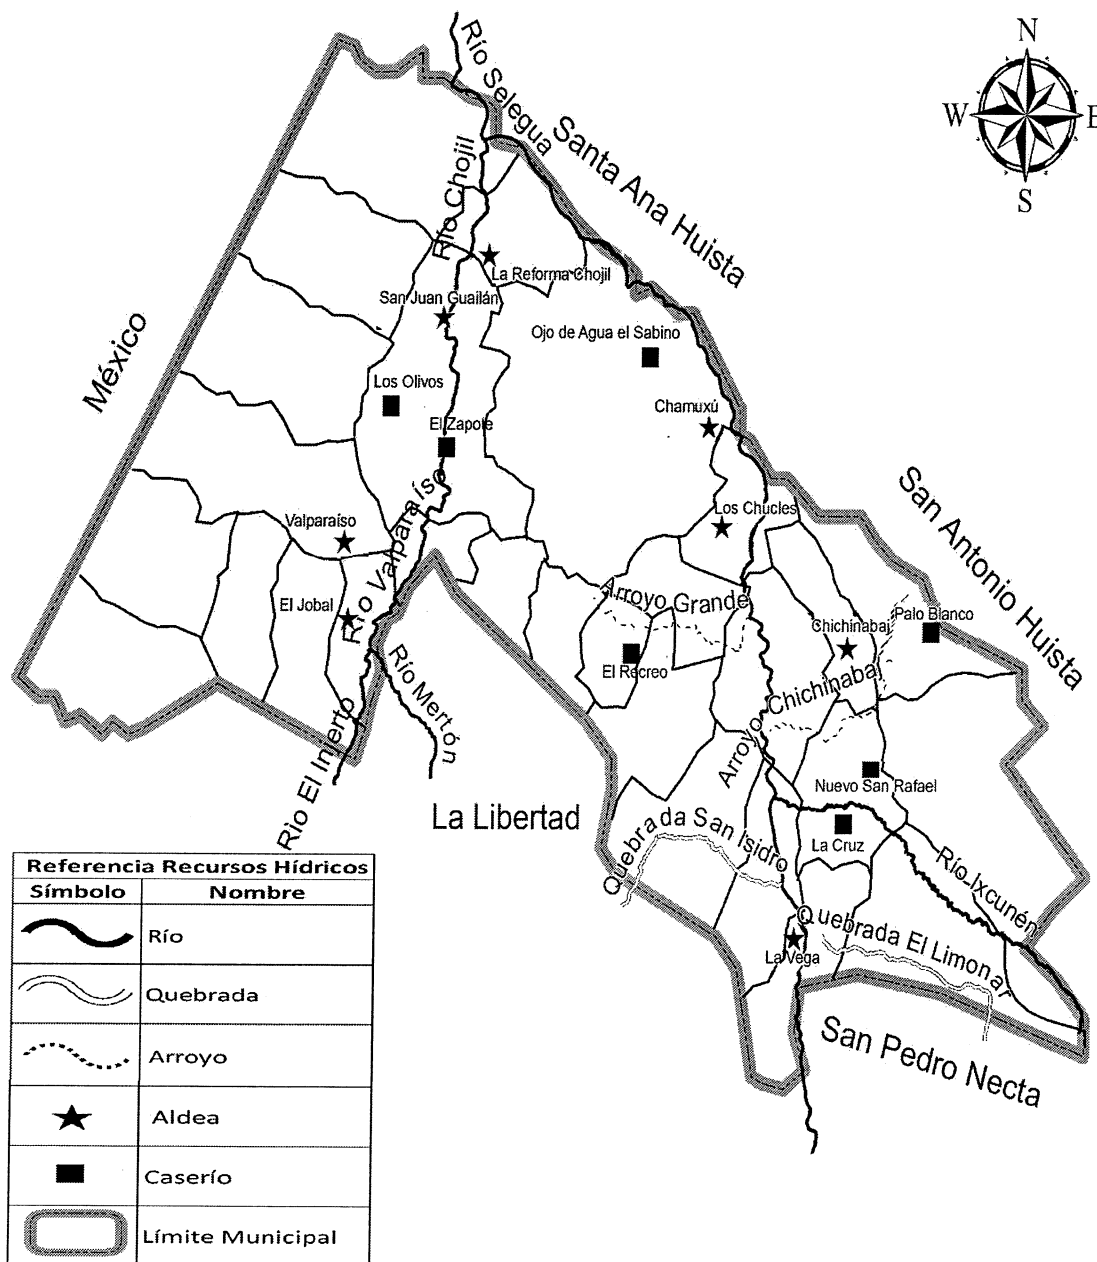 N
W
E
S
Río Selegua
Santa Ana Huista
Río Chojil
La Reforma Chojil
San Juan Guailán
México
Ojo de Agua el Sabino
Los Olivos
Chamuxú
El Zapote
San Antonio Huista
Río Valparaíso
Los Chucles
Valparaíso
El Jobal
Arroyo Grande
Palo Blanco
Chichinabaj
El Recreo
Río Mertón
Arroyo Chichinabaj
Río El Injerto
Nuevo San Rafael
La Libertad
Quebrada San Isidro
La Cruz
Río Ixcunén
Quebrada El Limonar
La Vega
San Pedro Necta
Referencia Recursos Hídricos
Símbolo Nombre
Río
Quebrada
Arroyo
Aldea
Caserío
Límite Municipal